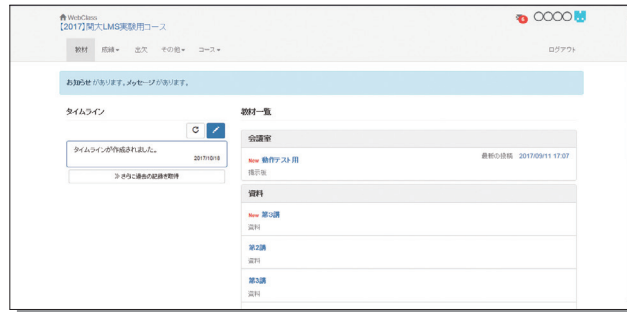 WebClass
【2017】関大LMS実験用コース
〇〇〇〇
教材 成績 出欠 その他 コース
ログアウト
お知らせがあります。メッセージがあります。
タイムライン
タイムラインが作成されました。
2017/10/18
≫ さらに過去の記録を取得
教材一覧
会議室
New 動作テスト用
最新の投稿 2017/09/11 17:07
掲示板
資料
New 第3講
資料
第2講
資料
第3講
資料